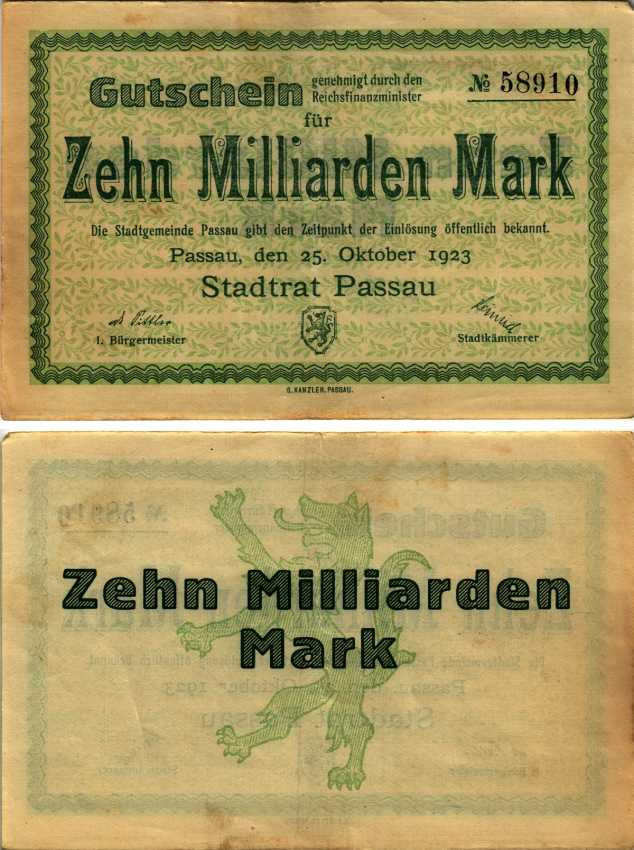 Gutschein genehmigt durch den Reichsfinanzminister № 58910
für
Zehn Milliarden Mark
Die Stadtgemeinde Passau gibt den Zeitpunkt der Einlösung öffentlich bekannt.
Passau, den 25. Oktober 1923
Stadtrat Passau
1. Bürgermeister
Stadtkämmerer
G. KANZLER, PASSAU.
Zehn Milliarden
Mark